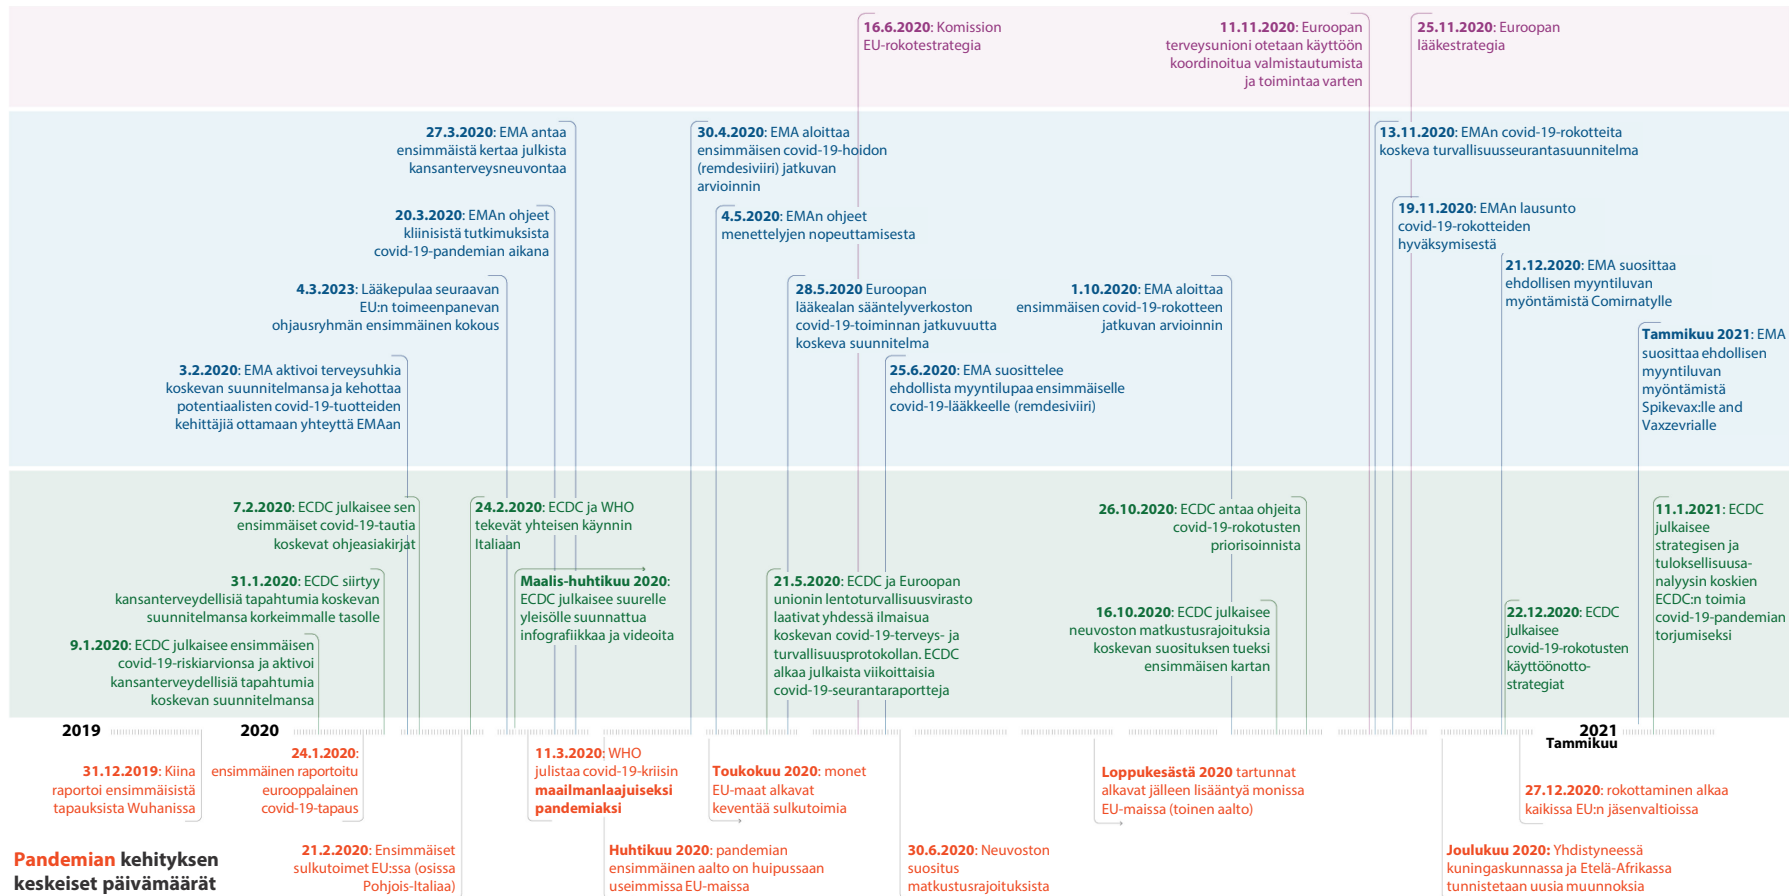 16.6.2020: Komission
EU-rokotestrategia
11.11.2020: Euroopan
terveysunioni otetaan käyttöön
koordinoitua valmistautumista
ja toimintaa varten
25.11.2020: Euroopan
lääkestrategia
27.3.2020: EMA antaa
ensimmäistä kertaa julkista
kansanterveysneuvontaa
30.4.2020: EMA aloittaa
ensimmäisen covid-19-hoidon
(remdesiviiri) jatkuvan
arvioinnin
13.11.2020: EMAn covid-19-rokotteita
koskeva turvallisuusseurantasuunnitelma
20.3.2020: EMAn ohjeet
kliinisistä tutkimuksista
covid-19-pandemian aikana
4.5.2020: EMAn ohjeet
menettelyjen nopeuttamisesta
19.11.2020: EMAn lausunto
covid-19-rokotteiden
hyväksymisestä
21.12.2020: EMA suosittaa
ehdollisen myyntiluvan
myöntämistä Comirnatylle
4.3.2023: Lääkepulaa seuraavan
EU:n toimeenpanevan
ohjausryhmän ensimmäinen kokous
28.5.2020 Euroopan
lääkealan sääntelyverkoston
covid-19-toiminnan jatkuvuutta
koskeva suunnitelma
1.10.2020: EMA aloittaa
ensimmäisen covid-19-rokotteen
jatkuvan arvioinnin
Tammikuu 2021: EMA
suosittaa ehdollisen
myyntiluvan
myöntämistä
Spikevax:lle and
Vaxzevrialle
3.2.2020: EMA aktivoi terveysuhkia
koskevan suunnitelmansa ja kehottaa
potentiaalisten covid-19-tuotteiden
kehittäjiä ottamaan yhteyttä EMAan
25.6.2020: EMA suosittelee
ehdollista myyntilupaa ensimmäiselle
covid-19-lääkkeelle (remdesiviiri)
7.2.2020: ECDC julkaisee sen
ensimmäiset covid-19-tautia
koskevat ohjeasiakirjat
24.2.2020: ECDC ja WHO
tekevät yhteisen käynnin
Italiaan
26.10.2020: ECDC antaa ohjeita
covid-19-rokotusten
priorisoinnista
11.1.2021: ECDC
julkaisee
strategisen ja
tuloksellisuusa-
nalyysin koskien
ECDC:n toimia
covid-19-pandemian
torjumiseksi
31.1.2020: ECDC siirtyy
kansanterveydellisiä tapahtumia koskevan
suunnitelmansa korkeimmalle tasolle
Maalis-huhtikuu 2020:
ECDC julkaisee suurelle
yleisölle suunnattua
infografiikkaa ja videoita
21.5.2020: ECDC ja Euroopan
unionin lentoturvallisuusvirasto
laativat yhdessä ilmaisua
koskevan covid-19-terveys- ja
turvallisuusprotokollan. ECDC
alkaa julkaista viikoittaisia
covid-19-seurantaraportteja
16.10.2020: ECDC julkaisee
neuvoston matkustusrajoituksia
koskevan suosituksen tueksi
ensimmäisen kartan
22.12.2020: ECDC
julkaisee
covid-19-rokotusten
käyttöönotto-
strategiat
9.1.2020: ECDC julkaisee ensimmäisen
covid-19-riskiarvionsa ja aktivoi
kansanterveydellisiä tapahtumia
koskevan suunnitelmansa
2019
2020
2021
Tammikuu
31.12.2019: Kiina
raportoi ensimmäisistä
tapauksista Wuhanissa
24.1.2020:
ensimmäinen raportoitu
eurooppalainen
covid-19-tapaus
11.3.2020: WHO
julistaa covid-19-kriisin
maailmanlaajuiseksi
pandemiaksi
Toukokuu 2020: monet
EU-maat alkavat
keventää sulkutoimia
Loppukesästä 2020 tartunnat
alkavat jälleen lisääntyä monissa
EU-maissa (toinen aalto)
27.12.2020: rokottaminen alkaa
kaikissa EU:n jäsenvaltioissa
Pandemian kehityksen
keskeiset päivämäärät
21.2.2020: Ensimmäiset
sulkutoimet EU:ssa (osissa
Pohjois-Italiaa)
Huhtikuu 2020: pandemian
ensimmäinen aalto on huipussaan
useimmissa EU-maissa
30.6.2020: Neuvoston
suositus
matkustusrajoituksista
Joulukuu 2020: Yhdistyneessä
kuningaskunnassa ja Etelä-Afrikassa
tunnistetaan uusia muunnoksia